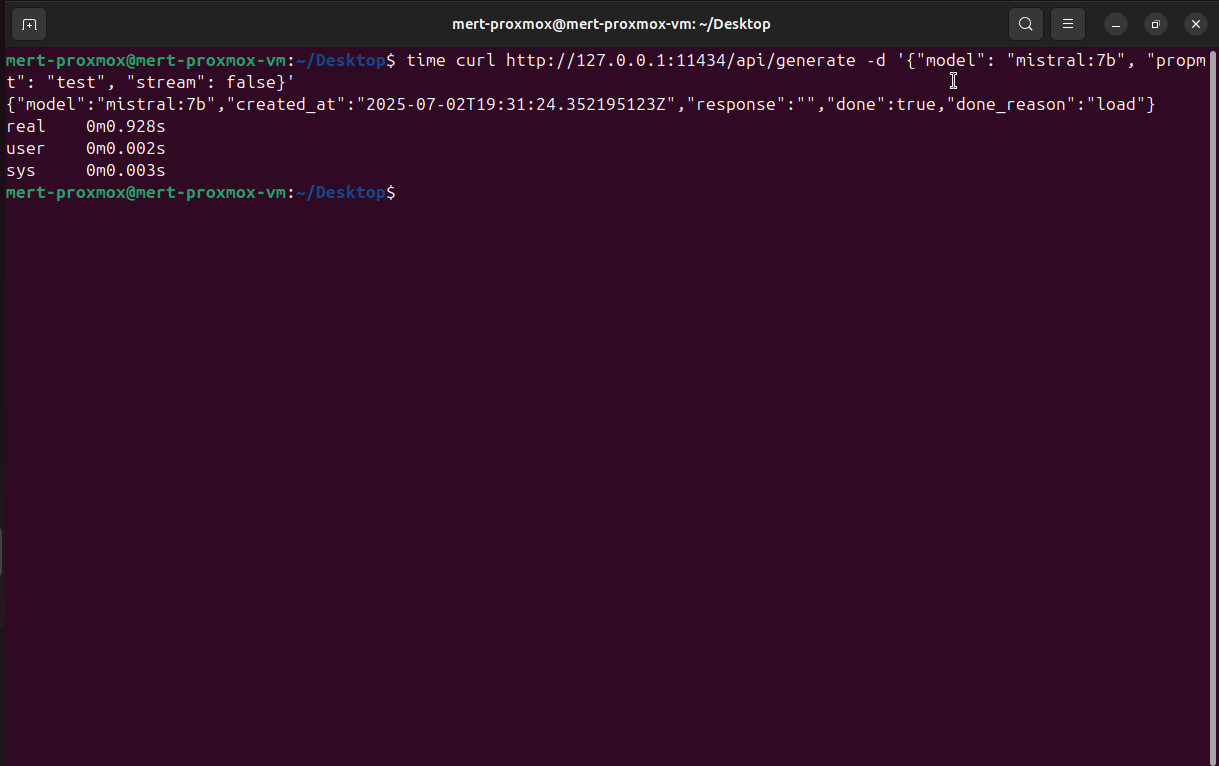 mert-proxmox@mert-proxmox-vm: ~/Desktop
mert-proxmox@mert-proxmox-vm:~/Desktop$ time curl http://127.0.0.1:11434/api/generate -d '{"model": "mistral:7b", "propm
t": "test", "stream": false}'
{"model":"mistral:7b","created_at":"2025-07-02T19:31:24.352195123Z","response":"","done":true,"done_reason":"load"}
real    0m0.928s
user    0m0.002s
sys     0m0.003s
mert-proxmox@mert-proxmox-vm:~/Desktop$